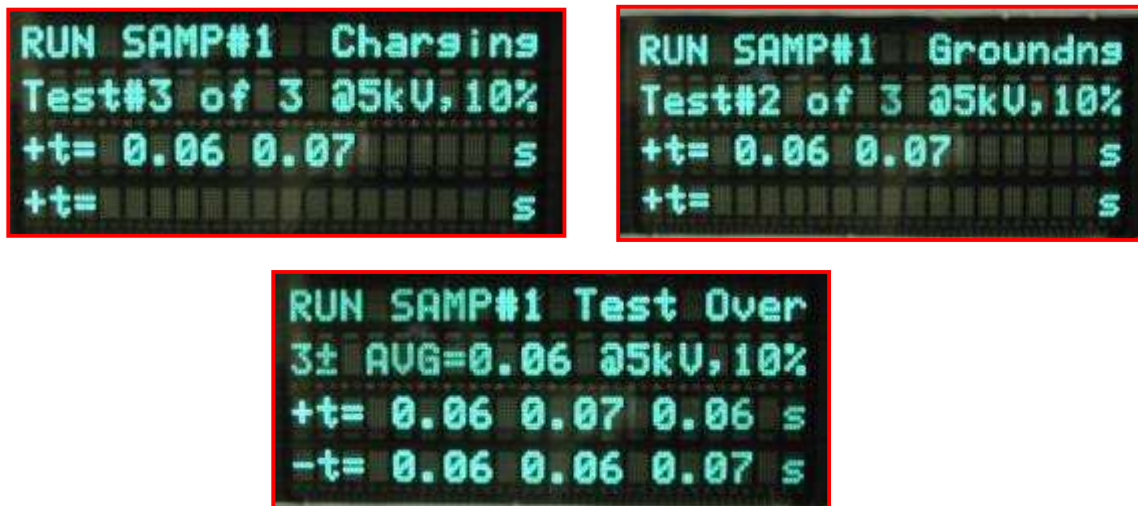 RUN SAMP#1 Charging
Test#3 of 3 @5kV,10%
+t= 0.06 0.07 s
+t= s
RUN SAMP#1 Groundng
Test#2 of 3 @5kV,10%
+t= 0.06 0.07 s
+t= s
RUN SAMP#1 Test Over
3± AVG=0.06 @5kV,10%
+t= 0.06 0.07 0.06 s
-t= 0.06 0.06 0.07 s